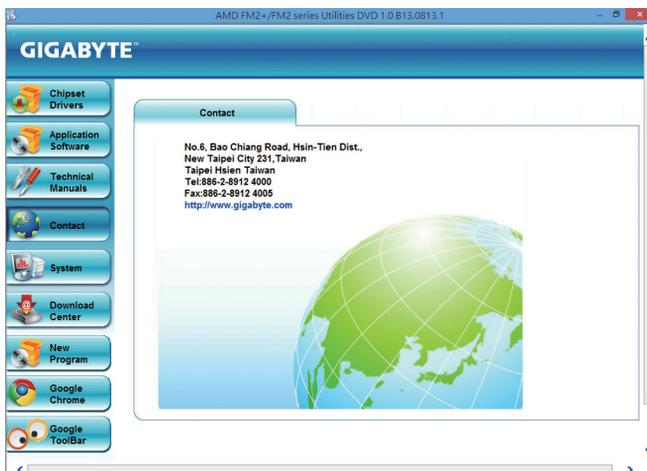 AMD FM2+/FM2 series Utilities DVD 1.0 B13.0813.1
GIGABYTE™
Chipset
Drivers
Application
Software
Technical
Manuals
Contact
System
Download
Center
New
Program
Google
Chrome
Google
ToolBar
Contact
No.6, Bao Chiang Road, Hsin-Tien Dist.,
New Taipei City 231,Taiwan
Taipei Hsien Taiwan
Tel:886-2-8912 4000
Fax:886-2-8912 4005
http://www.gigabyte.com